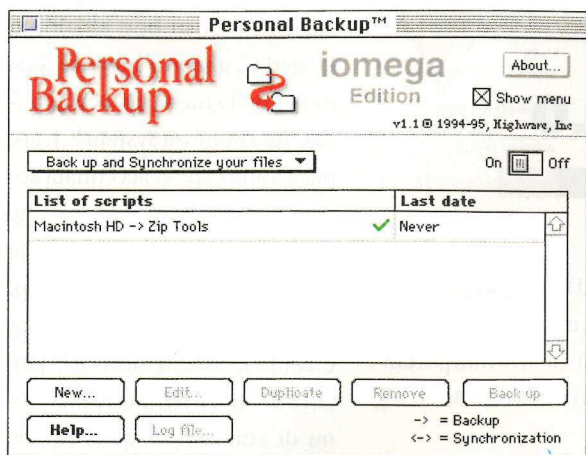 Personal Backup™
Personal
Backup
iomega
Edition
About...
Show menu
v1.1 © 1994-95, Highware, Inc
Back up and Synchronize your files
On
Off
List of scripts
Last date
Macintosh HD -> Zip Tools
Never
New...
Edit...
Duplicate
Remove
Back up
Help...
Log file...
-> = Backup
<-> = Synchronization